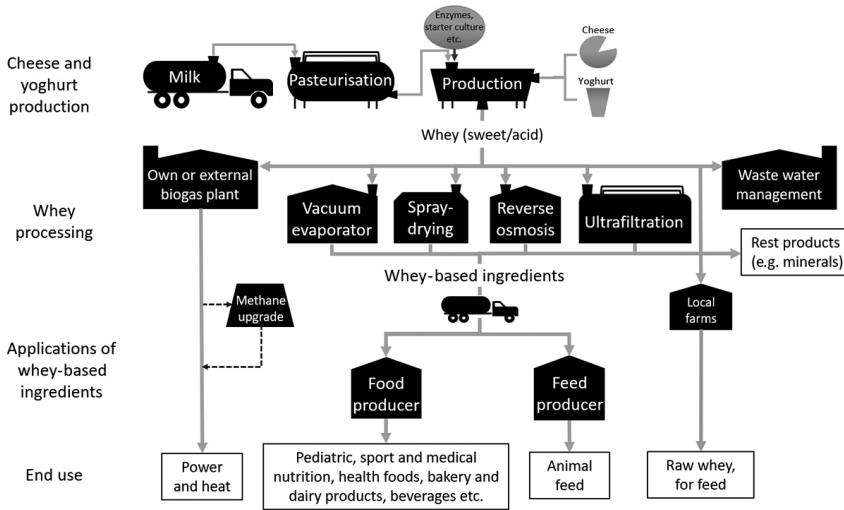 Enzymes,
starter culture
etc.
Cheese
Cheese and
yoghurt
production
Milk
Pasteurisation
Production
Yoghurt
Whey (sweet/acid)
Own or external
biogas plant
Waste water
management
Whey
processing
Vacuum
evaporator
Spray-
drying
Reverse
osmosis
Ultrafiltration
Rest products
(e.g. minerals)
Whey-based ingredients
Methane
upgrade
Local
farms
Applications of
whey-based
ingredients
Food
producer
Feed
producer
End use
Power
and heat
Pediatric, sport and medical
nutrition, health foods, bakery and
dairy products, beverages etc.
Animal
feed
Raw whey,
for feed